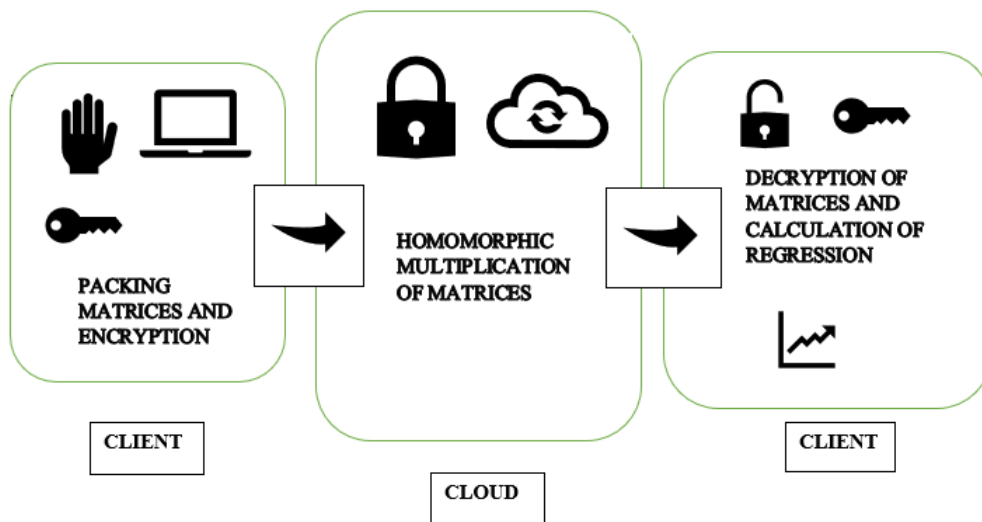 PACKING
MATRICES AND
ENCRYPTION
CLIENT
HOMOMORPHIC
MULTIPLICATION
OF MATRICES
CLOUD
DECRYPTION OF
MATRICES AND
CALCULATION OF
REGRESSION
CLIENT